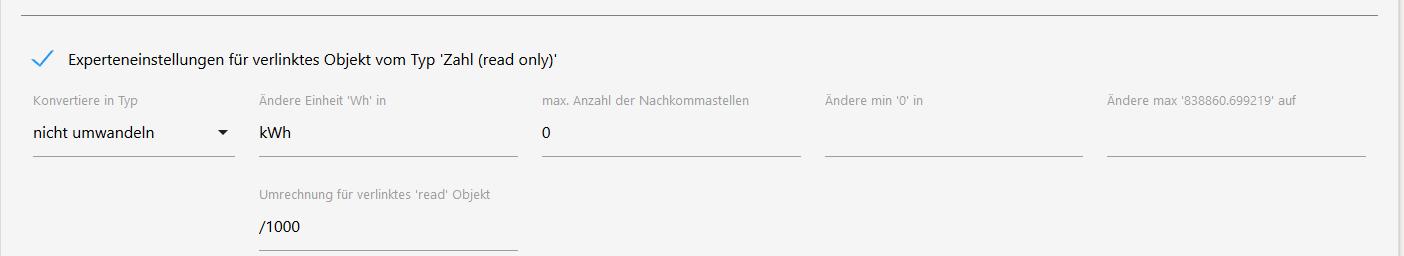 Experteneinstellungen für verlinktes Objekt vom Typ 'Zahl (read only)'
Konvertiere in Typ
Ändere Einheit 'Wh' in
max. Anzahl der Nachkommastellen
Ändere min '0' in
Ändere max '838860.699219' auf
nicht umwandeln
kWh
0
Umrechnung für verlinktes 'read' Objekt
/1000